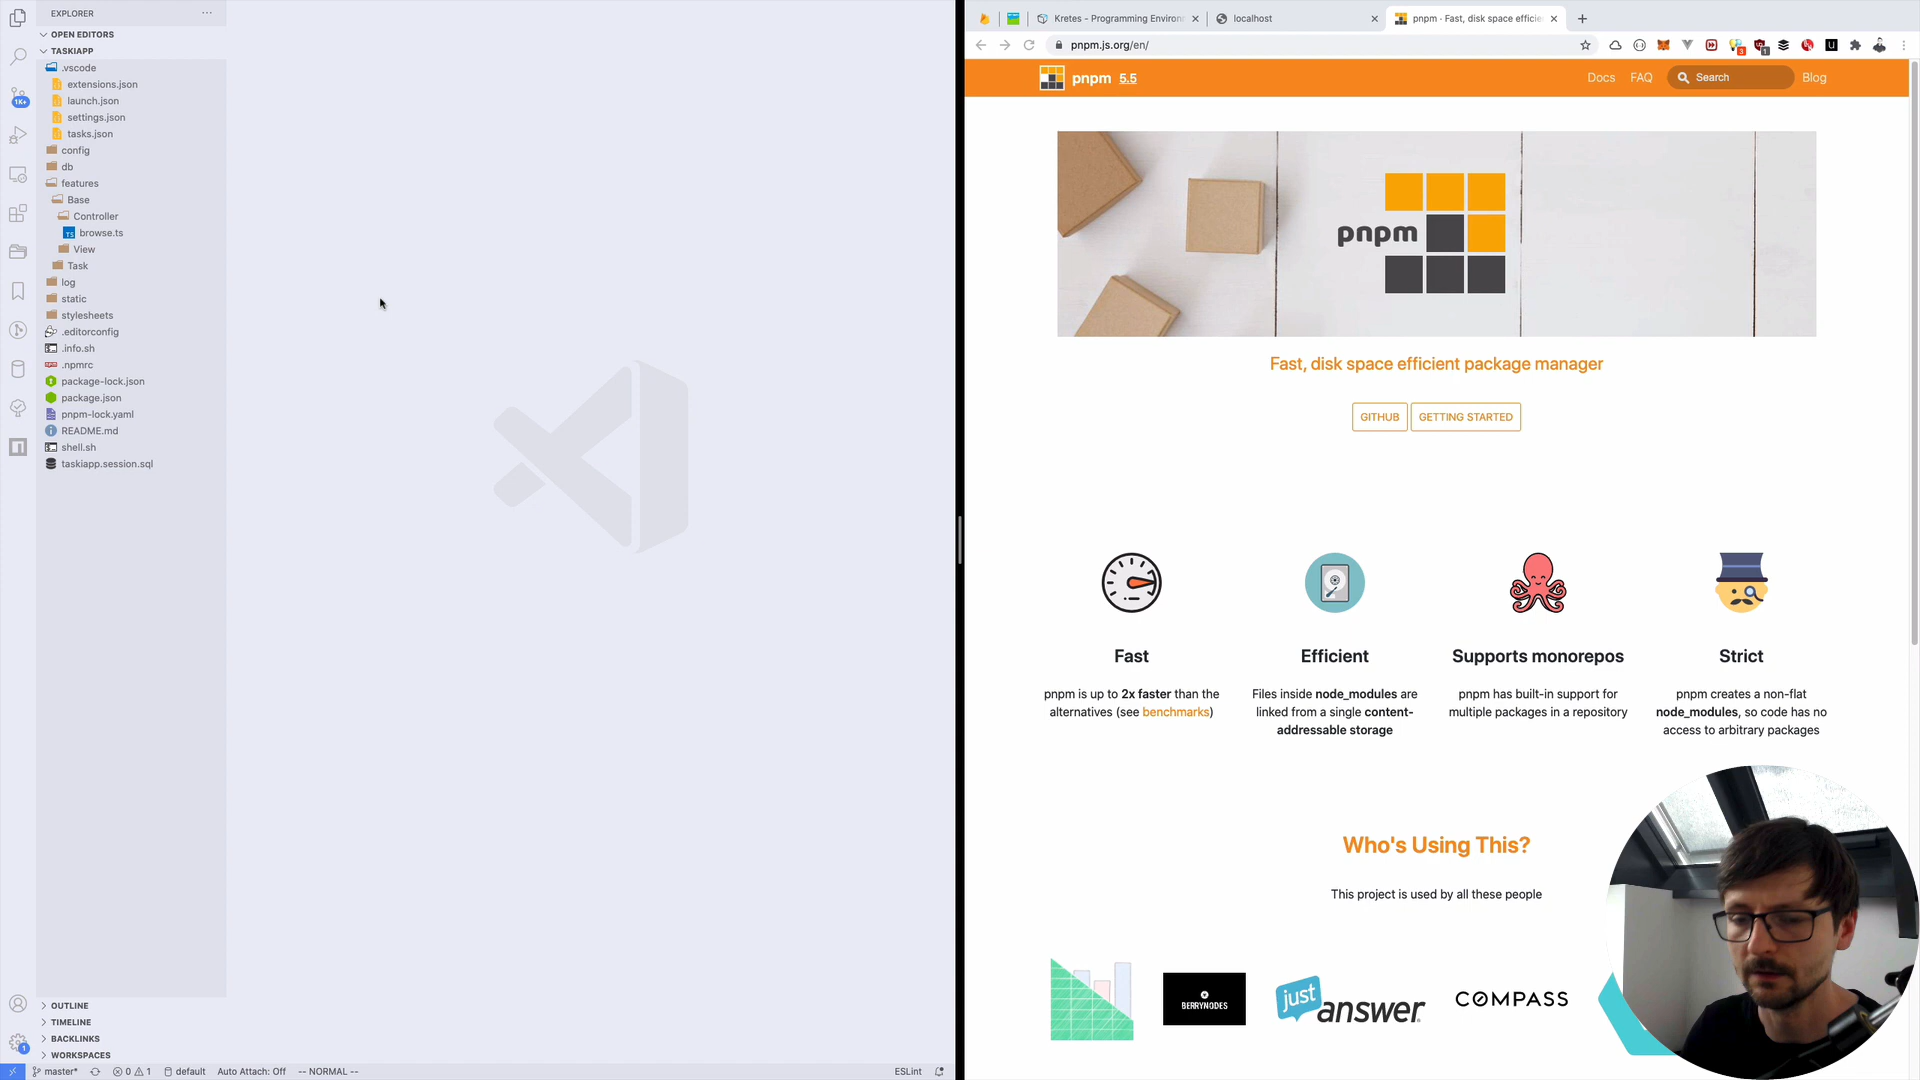 EXPLORER
OPEN EDITORS
TASKIAPP
.vscode
extensions.json
launch.json
settings.json
tasks.json
config
db
features
Base
Controller
TS browse.ts
View
Task
log
static
stylesheets
.editorconfig
.info.sh
.npmrc
package-lock.json
package.json
pnpm-lock.yaml
README.md
shell.sh
taskiapp.session.sql
1K+
OUTLINE
TIMELINE
BACKLINKS
WORKSPACES
1
master*
0 1
default
Auto Attach: Off
-- NORMAL --
ESLint
Kretes - Programming Environ
localhost
pnpm · Fast, disk space efficie
pnpm.js.org/en/
3
1
pnpm 5.5
Docs
FAQ
Search
Blog
pnpm
Fast, disk space efficient package manager
GITHUB
GETTING STARTED
Fast
pnpm is up to 2x faster than the
alternatives (see benchmarks)
Efficient
Files inside node_modules are
linked from a single content-
addressable storage
Supports monorepos
pnpm has built-in support for
multiple packages in a repository
Strict
pnpm creates a non-flat
node_modules, so code has no
access to arbitrary packages
Who's Using This?
This project is used by all these people
BERRYNODES
just answer
COMPASS